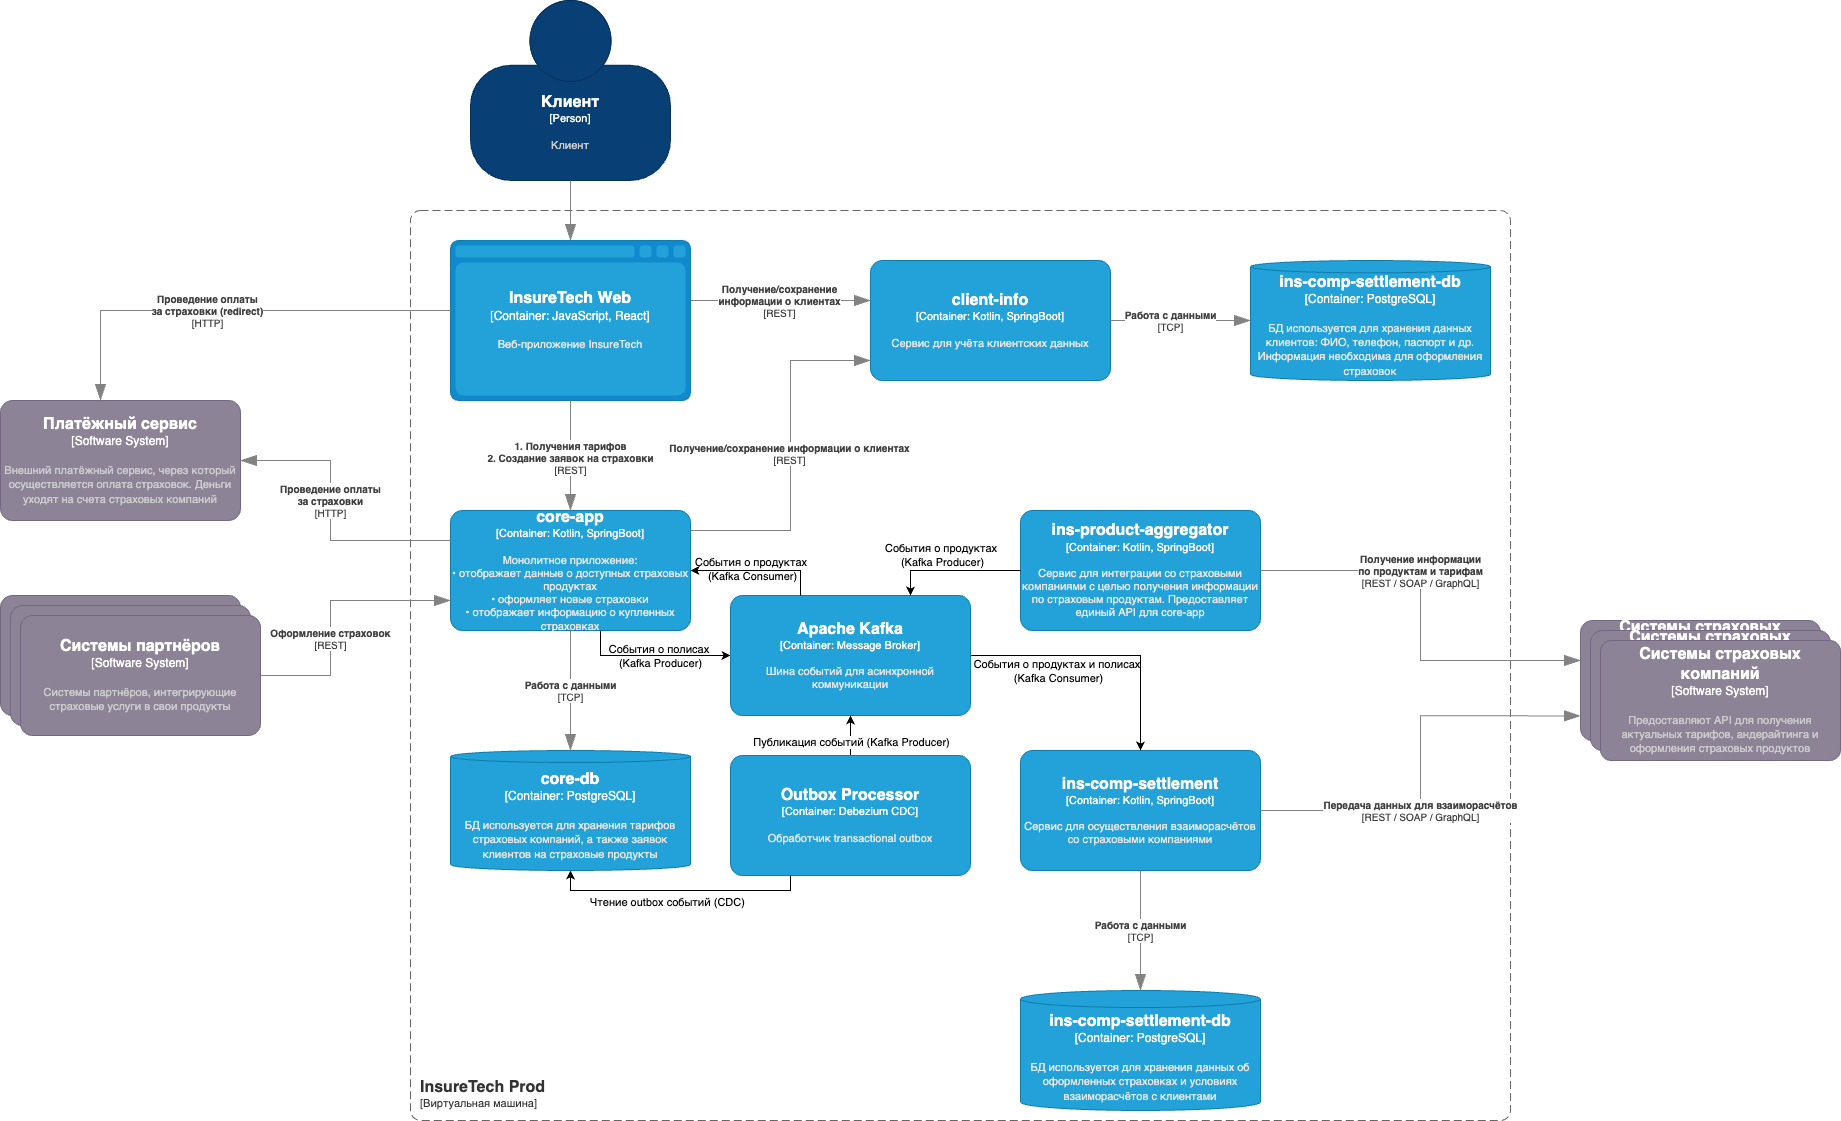 Клиент
[Person]
Клиент
InsureTech Web
[Container: JavaScript, React]
Веб-приложение InsureTech
Получение/сохранение
информации о клиентах
[REST]
client-info
[Container: Kotlin, SpringBoot]
Сервис для учёта клиентских данных
Работа с данными
[TCP]
ins-comp-settlement-db
[Container: PostgreSQL]
БД используется для хранения данных
клиентов: ФИО, телефон, паспорт и др.
Информация необходима для оформления
страховок
Проведение оплаты
за страховки (redirect)
[HTTP]
Платёжный сервис
[Software System]
Внешний платёжный сервис, через который
осуществляется оплата страховок. Деньги
уходят на счета страховых компаний
1. Получения тарифов
2. Создание заявок на страховки
[REST]
Получение/сохранение информации о клиентах
[REST]
Проведение оплаты
за страховки
[HTTP]
core-app
[Container: Kotlin, SpringBoot]
Монолитное приложение:
• отображает данные о доступных страховых
продуктах
• оформляет новые страховки
• отображает информацию о купленных
страховках
События о продуктах
(Kafka Consumer)
События о продуктах
(Kafka Producer)
ins-product-aggregator
[Container: Kotlin, SpringBoot]
Сервис для интеграции со страховыми
компаниями с целью получения информации
по страховым продуктам. Предоставляет
единый API для core-app
Получение информации
по продуктам и тарифам
[REST / SOAP / GraphQL]
Системы партнёров
[Software System]
Системы партнёров, интегрирующие
страховые услуги в свои продукты
Оформление страховок
[REST]
События о полисах
(Kafka Producer)
Apache Kafka
[Container: Message Broker]
Шина событий для асинхронной
коммуникации
События о продуктах и полисах
(Kafka Consumer)
Системы страховых
Системы страховых
Системы страховых
компаний
[Software System]
Предоставляют API для получения
актуальных тарифов, андерайтинга и
оформления страховых продуктов
Работа с данными
[TCP]
Публикация событий (Kafka Producer)
core-db
[Container: PostgreSQL]
БД используется для хранения тарифов
страховых компаний, а также заявок
клиентов на страховые продукты
Outbox Processor
[Container: Debezium CDC]
Обработчик transactional outbox
Чтение outbox событий (CDC)
ins-comp-settlement
[Container: Kotlin, SpringBoot]
Сервис для осуществления взаиморасчётов
со страховыми компаниями
Передача данных для взаиморасчётов
[REST / SOAP / GraphQL]
Работа с данными
[TCP]
ins-comp-settlement-db
[Container: PostgreSQL]
БД используется для хранения данных об
оформленных страховках и условиях
взаиморасчётов с клиентами
InsureTech Prod
[Виртуальная машина]